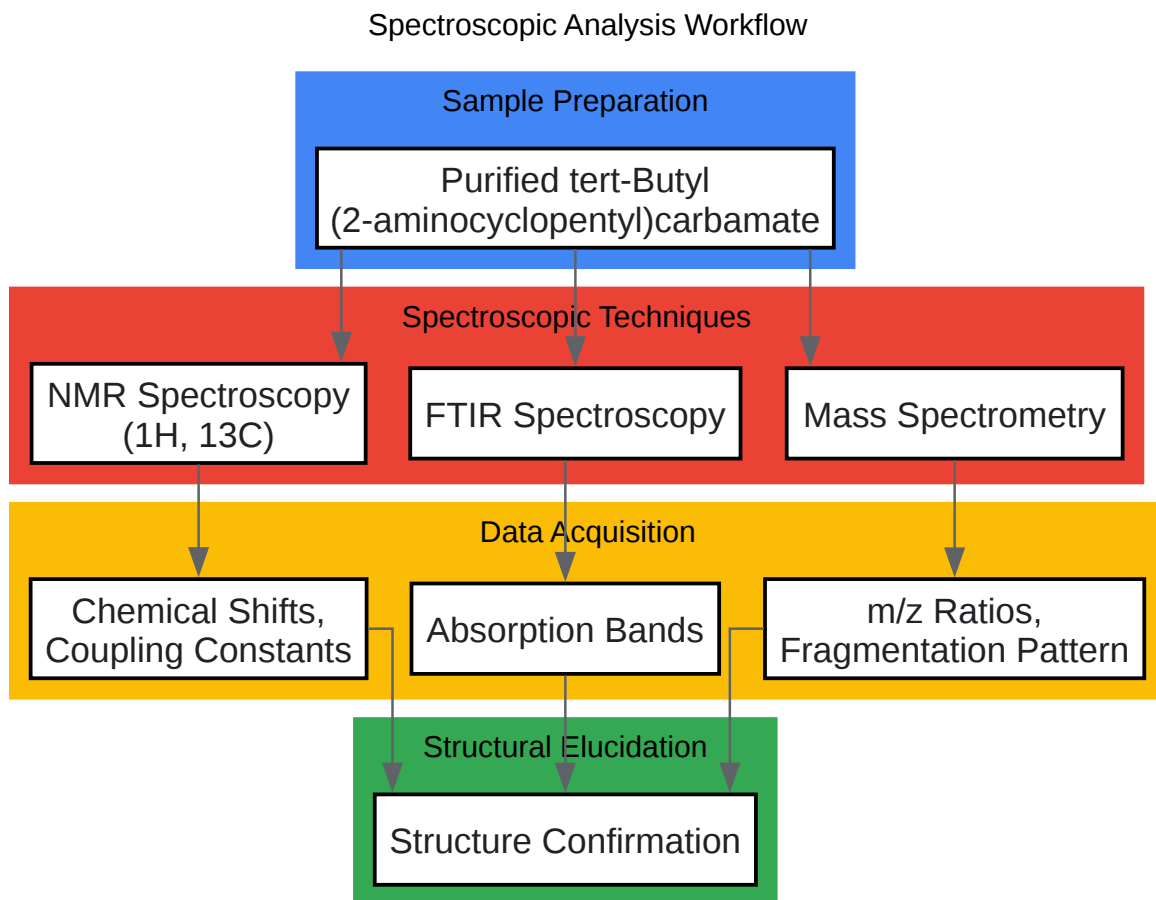 Spectroscopic Analysis Workflow
Sample Preparation
Purified tert-Butyl
(2-aminocyclopentyl)carbamate
Spectroscopic Techniques
NMR Spectroscopy
(1H, 13C)
FTIR Spectroscopy
Mass Spectrometry
Data Acquisition
Chemical Shifts,
Coupling Constants
Absorption Bands
m/z Ratios,
Fragmentation Pattern
Structural Elucidation
Structure Confirmation